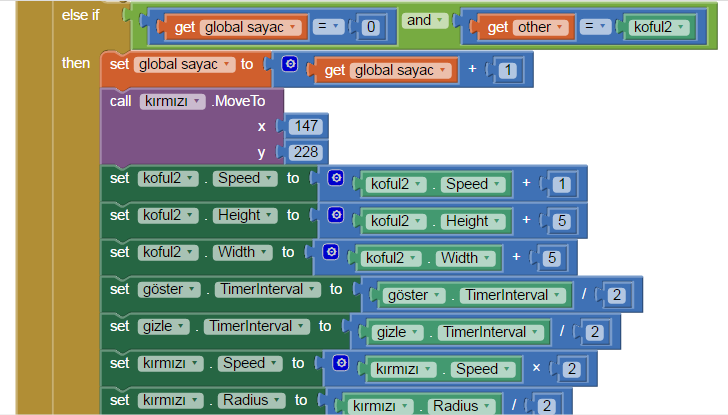 else if get global sayac = 0 and get other = koful2
then set global sayac to get global sayac + 1
call kırmızı .MoveTo
x 147
y 228
set koful2 . Speed to koful2 . Speed + 1
set koful2 . Height to koful2 . Height + 5
set koful2 . Width to koful2 . Width + 5
set göster . TimerInterval to göster . TimerInterval / 2
set gizle . TimerInterval to gizle . TimerInterval / 2
set kırmızı . Speed to kırmızı . Speed × 2
set kırmızı . Radius to kırmızı . Radius / 2